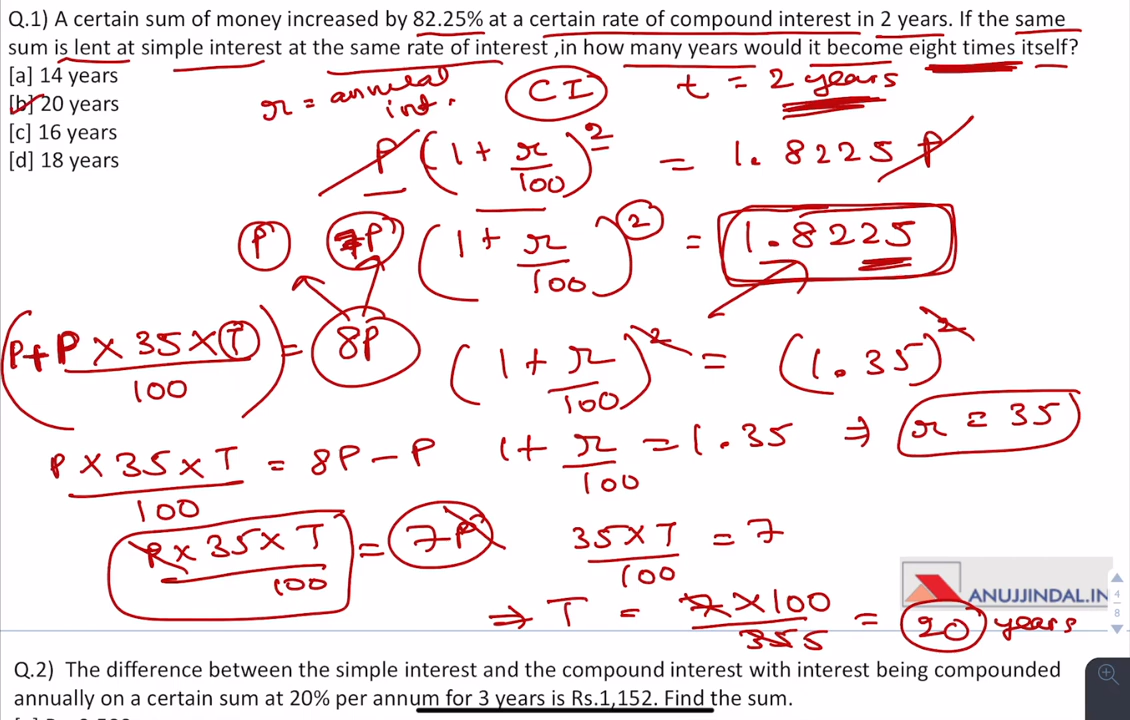 Q.1) A certain sum of money increased by 82.25% at a certain rate of compound interest in 2 years. If the same
sum is lent at simple interest at the same rate of interest ,in how many years would it become eight times itself?
[a] 14 years
[b] 20 years
[c] 16 years
[d] 18 years
r = annual int.
CI
t = 2 years
P(1 + r/100)² = 1.8225 P
P 7P (1 + r/100)² = 1.8225
(P + P × 35 × T/100) = 8P
(1 + r/100)² = (1.35)²
P × 35 × T/100 = 8P - P
1 + r/100 = 1.35 ⇒ r = 35
P × 35 × T/100 = 7P
35 × T/100 = 7
⇒ T = 7 × 100/35 5 = 20 years
ANUJJINDAL.IN
4
8
Q.2) The difference between the simple interest and the compound interest with interest being compounded
annually on a certain sum at 20% per annum for 3 years is Rs.1,152. Find the sum.